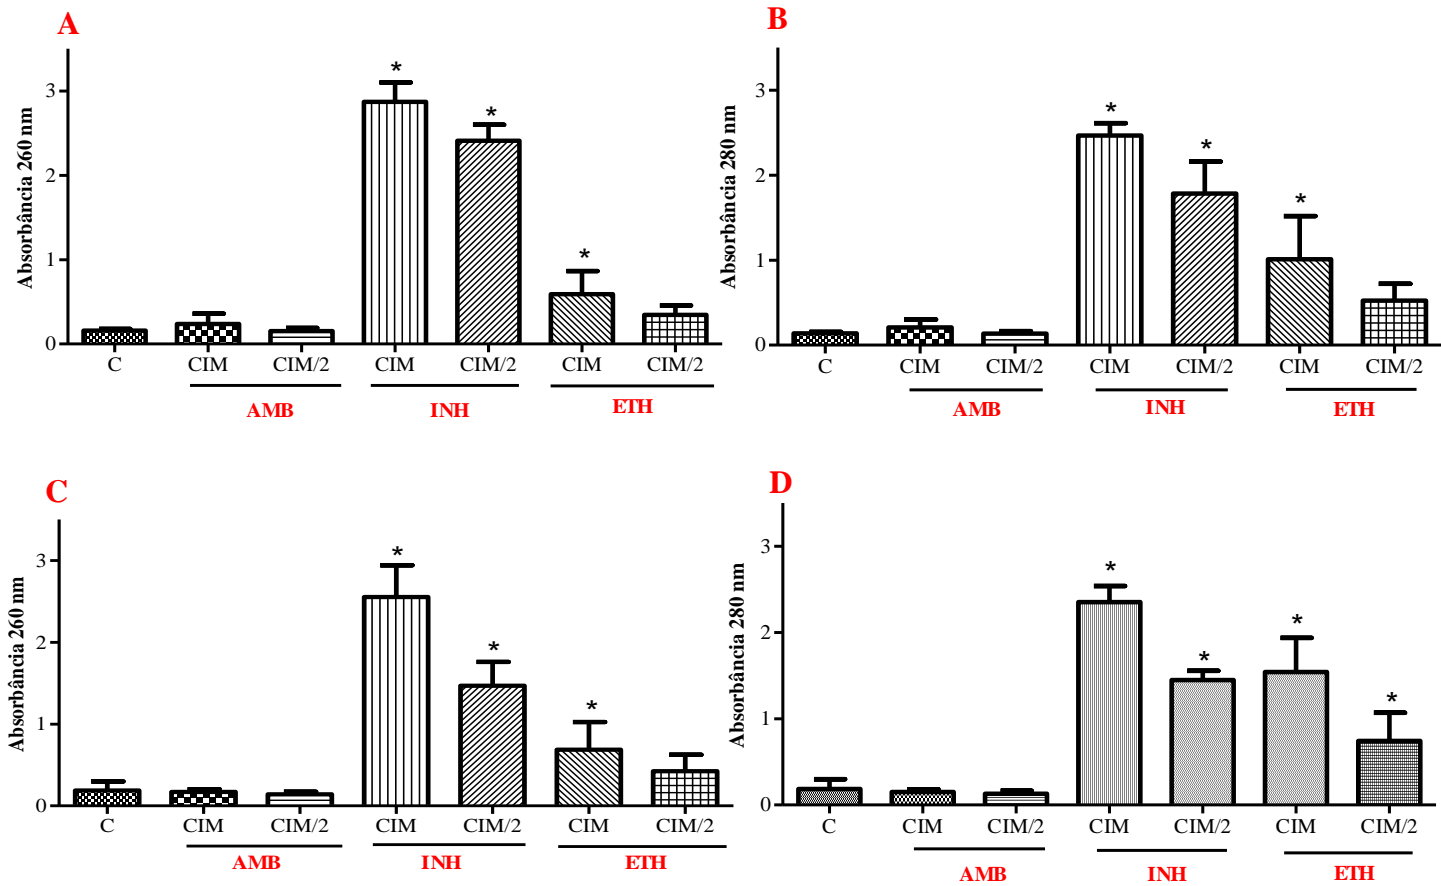 A
Absorbância 260 nm
3
2
1
0
* * *
C CIM CIM/2 CIM CIM/2 CIM CIM/2
AMB INH ETH
B
Absorbância 280 nm
3
2
1
0
* * *
C CIM CIM/2 CIM CIM/2 CIM CIM/2
AMB INH ETH
C
Absorbância 260 nm
3
2
1
0
* * *
C CIM CIM/2 CIM CIM/2 CIM CIM/2
AMB INH ETH
D
Absorbância 280 nm
3
2
1
0
* * * *
C CIM CIM/2 CIM CIM/2 CIM CIM/2
AMB INH ETH